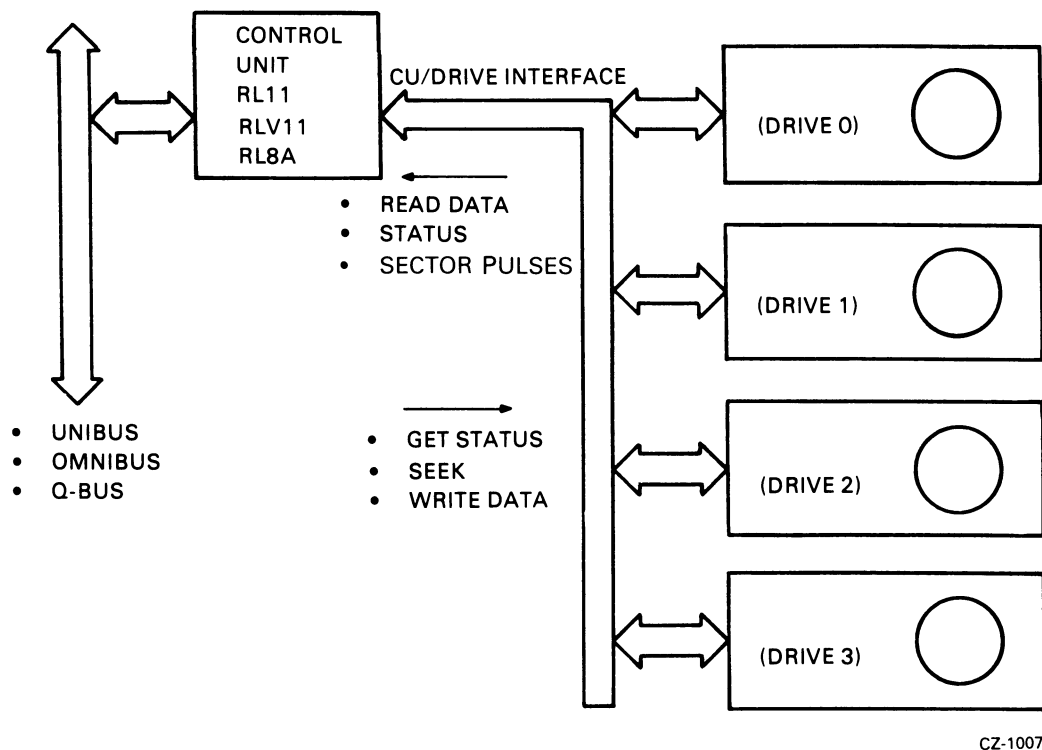 CONTROL
UNIT
RL11
RLV11
RL8A
CU/DRIVE INTERFACE
(DRIVE 0)
• READ DATA
• STATUS
• SECTOR PULSES
(DRIVE 1)
• UNIBUS
• OMNIBUS
• Q-BUS
• GET STATUS
• SEEK
• WRITE DATA
(DRIVE 2)
(DRIVE 3)
CZ-1007